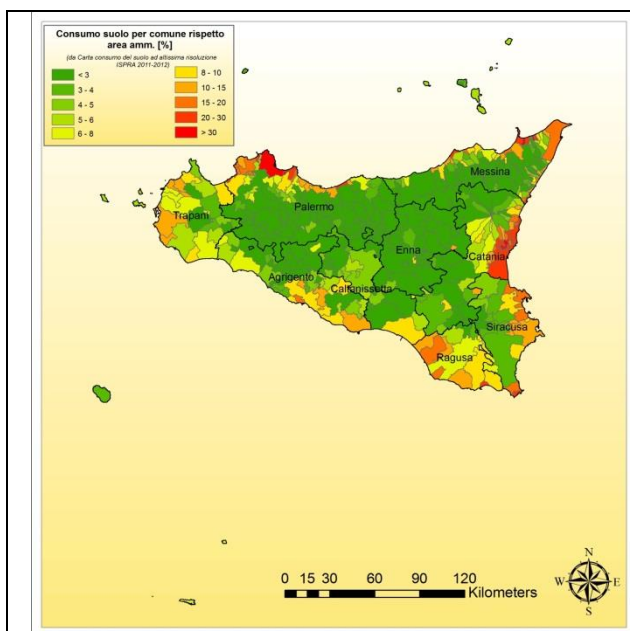 Consumo suolo per comune rispetto
area amm. [%]
(da Carta consumo del suolo ad altissima risoluzione
ISPRA 2011-2012)
< 3
3 - 4
4 - 5
5 - 6
6 - 8
8 - 10
10 - 15
15 - 20
20 - 30
> 30
Messina
Palermo
Trapani
Enna
Catania
Agrigento
Caltanissetta
Siracusa
Ragusa
N
W E
S
0 15 30 60 90 120
Kilometers